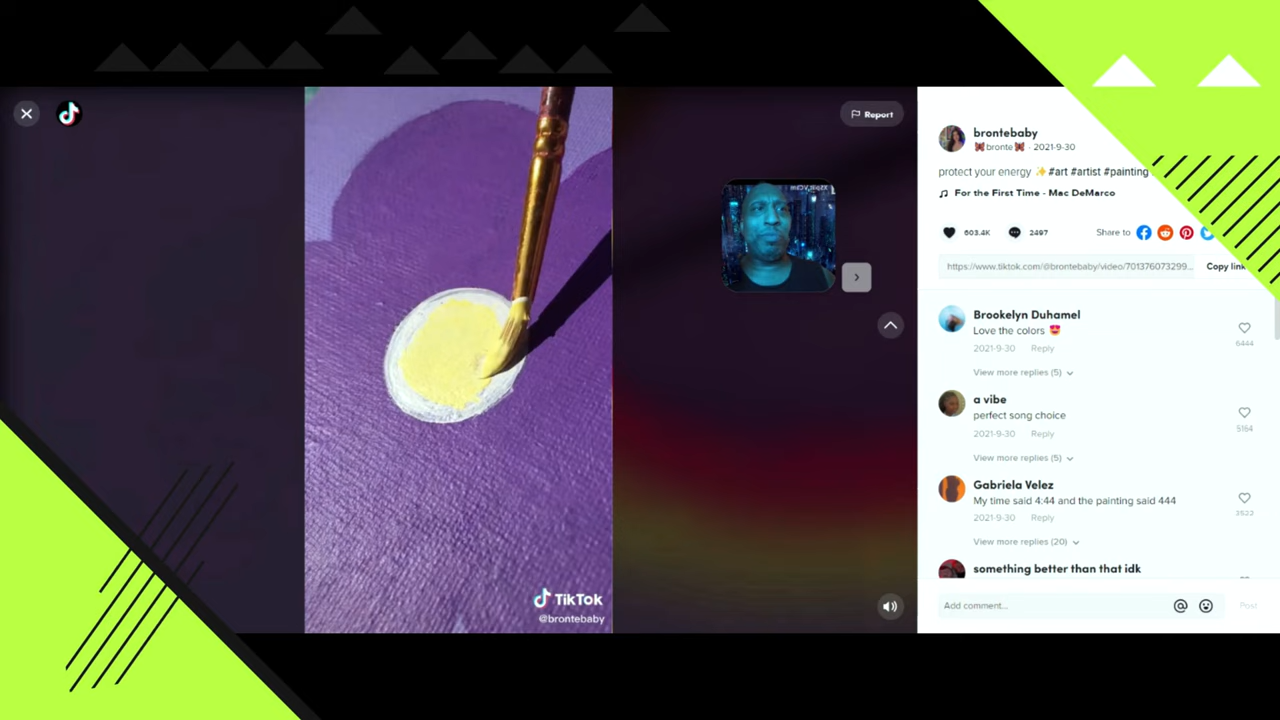 Report
TikTok
@brontebaby
brontebaby
bronte · 2021-9-30
protect your energy ✨ #art #artist #painting
For the First Time - Mac DeMarco
603.4K
2497
Share to
https://www.tiktok.com/@brontebaby/video/701376073299...
Copy link
Brookelyn Duhamel
Love the colors 😍
2021-9-30 Reply
6444
View more replies (5)
a vibe
perfect song choice
2021-9-30 Reply
5164
View more replies (5)
Gabriela Velez
My time said 4:44 and the painting said 444
2021-9-30 Reply
View more replies (20)
something better than that idk
Add comment...
Post